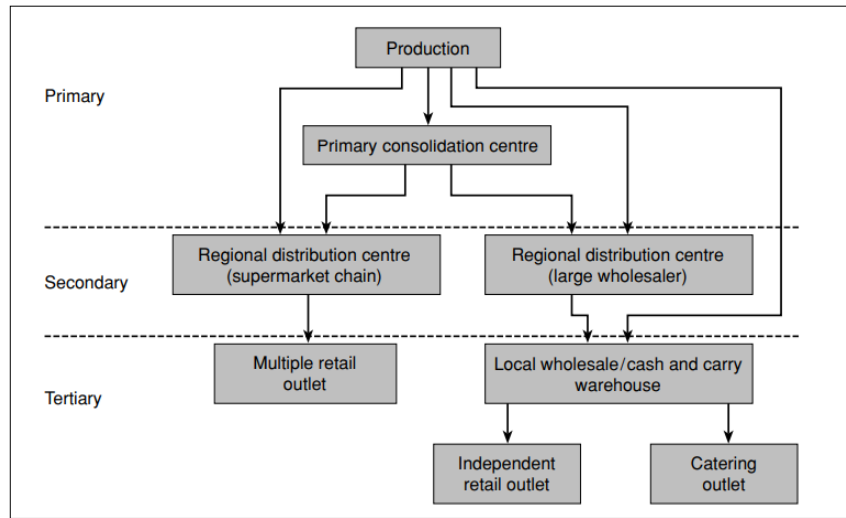 Production
Primary
Primary consolidation centre
Regional distribution centre
(supermarket chain)
Regional distribution centre
(large wholesaler)
Secondary
Multiple retail
outlet
Local wholesale/cash and carry
warehouse
Tertiary
Independent
retail outlet
Catering
outlet